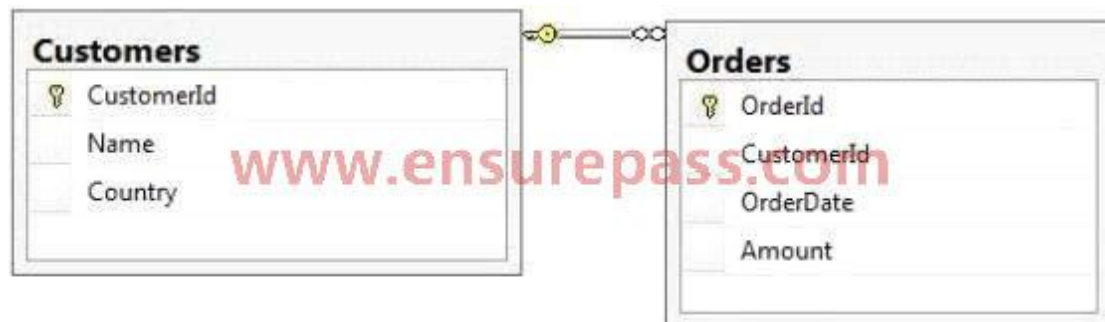 Customers
CustomerId
Name
Country
Orders
OrderId
CustomerId
OrderDate
Amount
www.ensurepass.com